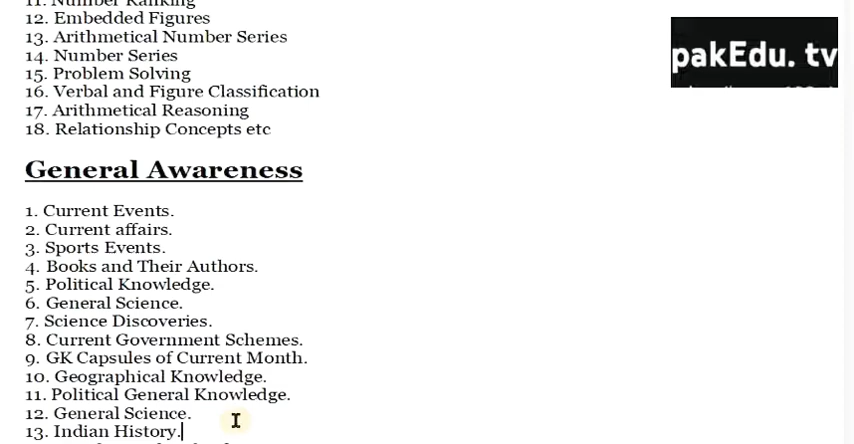 11. Number Ranking
12. Embedded Figures
13. Arithmetical Number Series
14. Number Series
15. Problem Solving
16. Verbal and Figure Classification
17. Arithmetical Reasoning
18. Relationship Concepts etc
pakEdu. tv
General Awareness
1. Current Events.
2. Current affairs.
3. Sports Events.
4. Books and Their Authors.
5. Political Knowledge.
6. General Science.
7. Science Discoveries.
8. Current Government Schemes.
9. GK Capsules of Current Month.
10. Geographical Knowledge.
11. Political General Knowledge.
12. General Science.
13. Indian History.